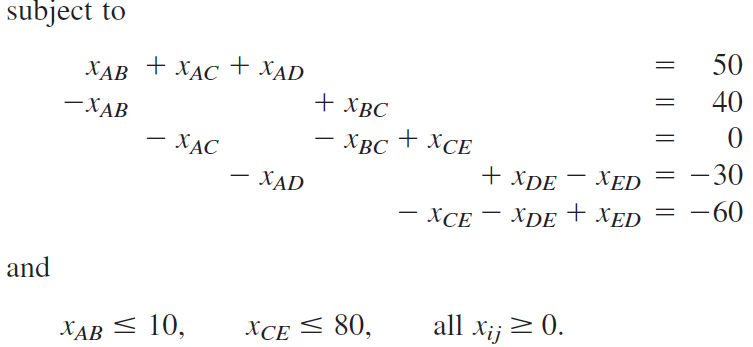 subject to
x_AB + x_AC + x_AD = 50
−x_AB + x_BC = 40
− x_AC − x_BC + x_CE = 0
− x_AD + x_DE − x_ED = −30
− x_CE − x_DE + x_ED = −60
and
x_AB ≤ 10, x_CE ≤ 80, all x_ij ≥ 0.